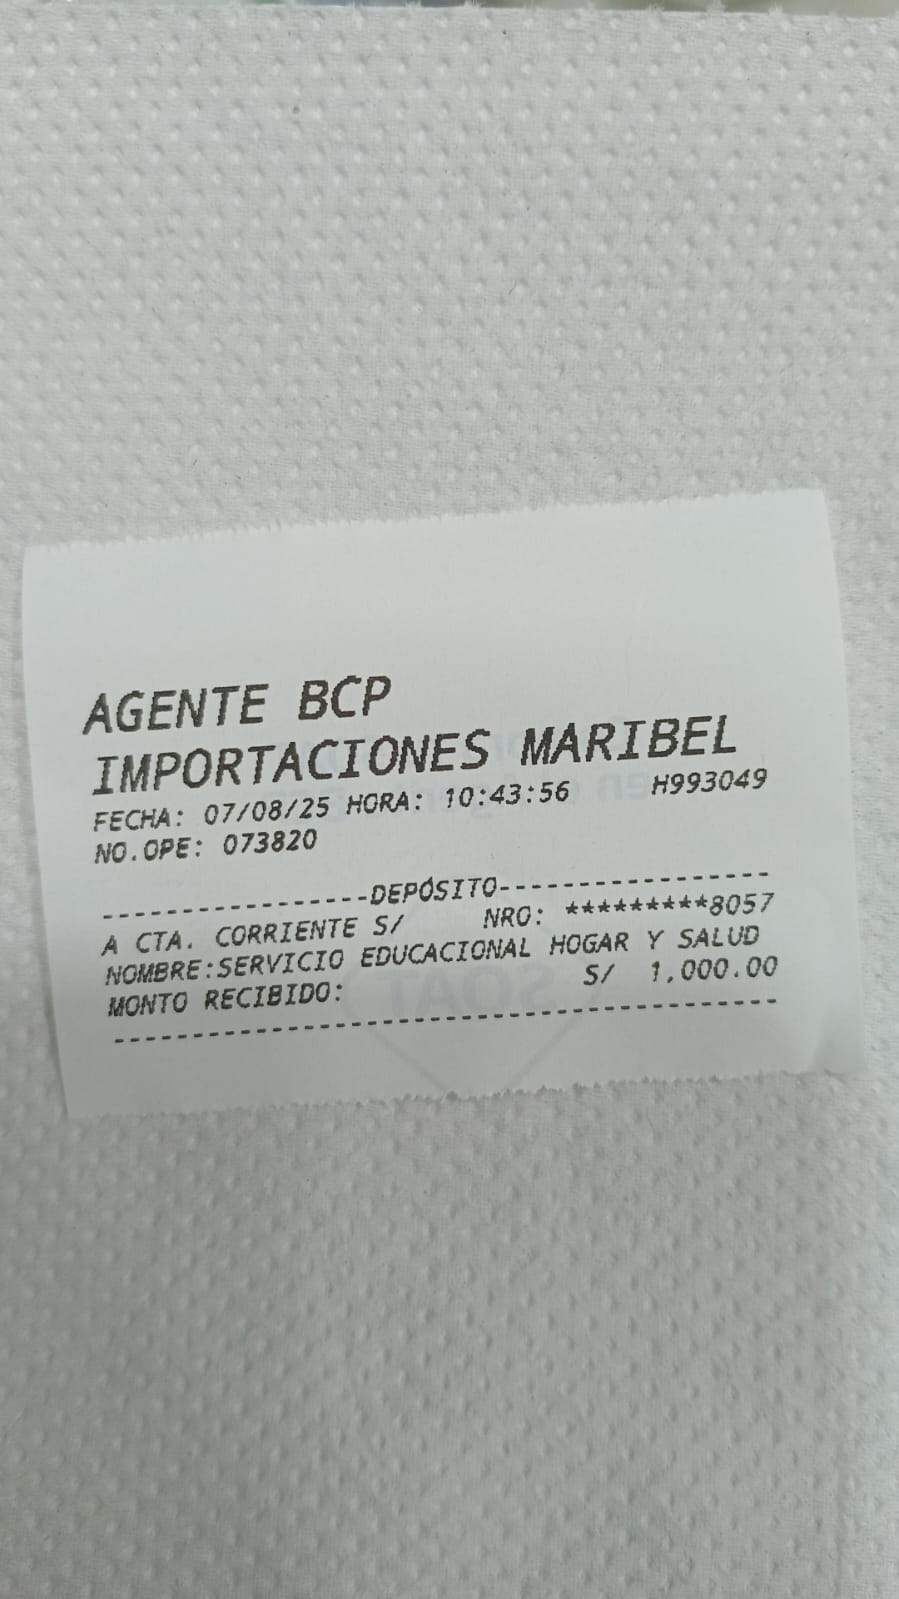 AGENTE BCP
IMPORTACIONES MARIBEL
FECHA: 07/08/25 HORA: 10:43:56 H993049
NO.OPE: 073820
-----------------DEPÓSITO-----------------
A CTA. CORRIENTE S/ NRO: *********8057
NOMBRE:SERVICIO EDUCACIONAL HOGAR Y SALUD
MONTO RECIBIDO: S/ 1,000.00
------------------------------------------
SOAT